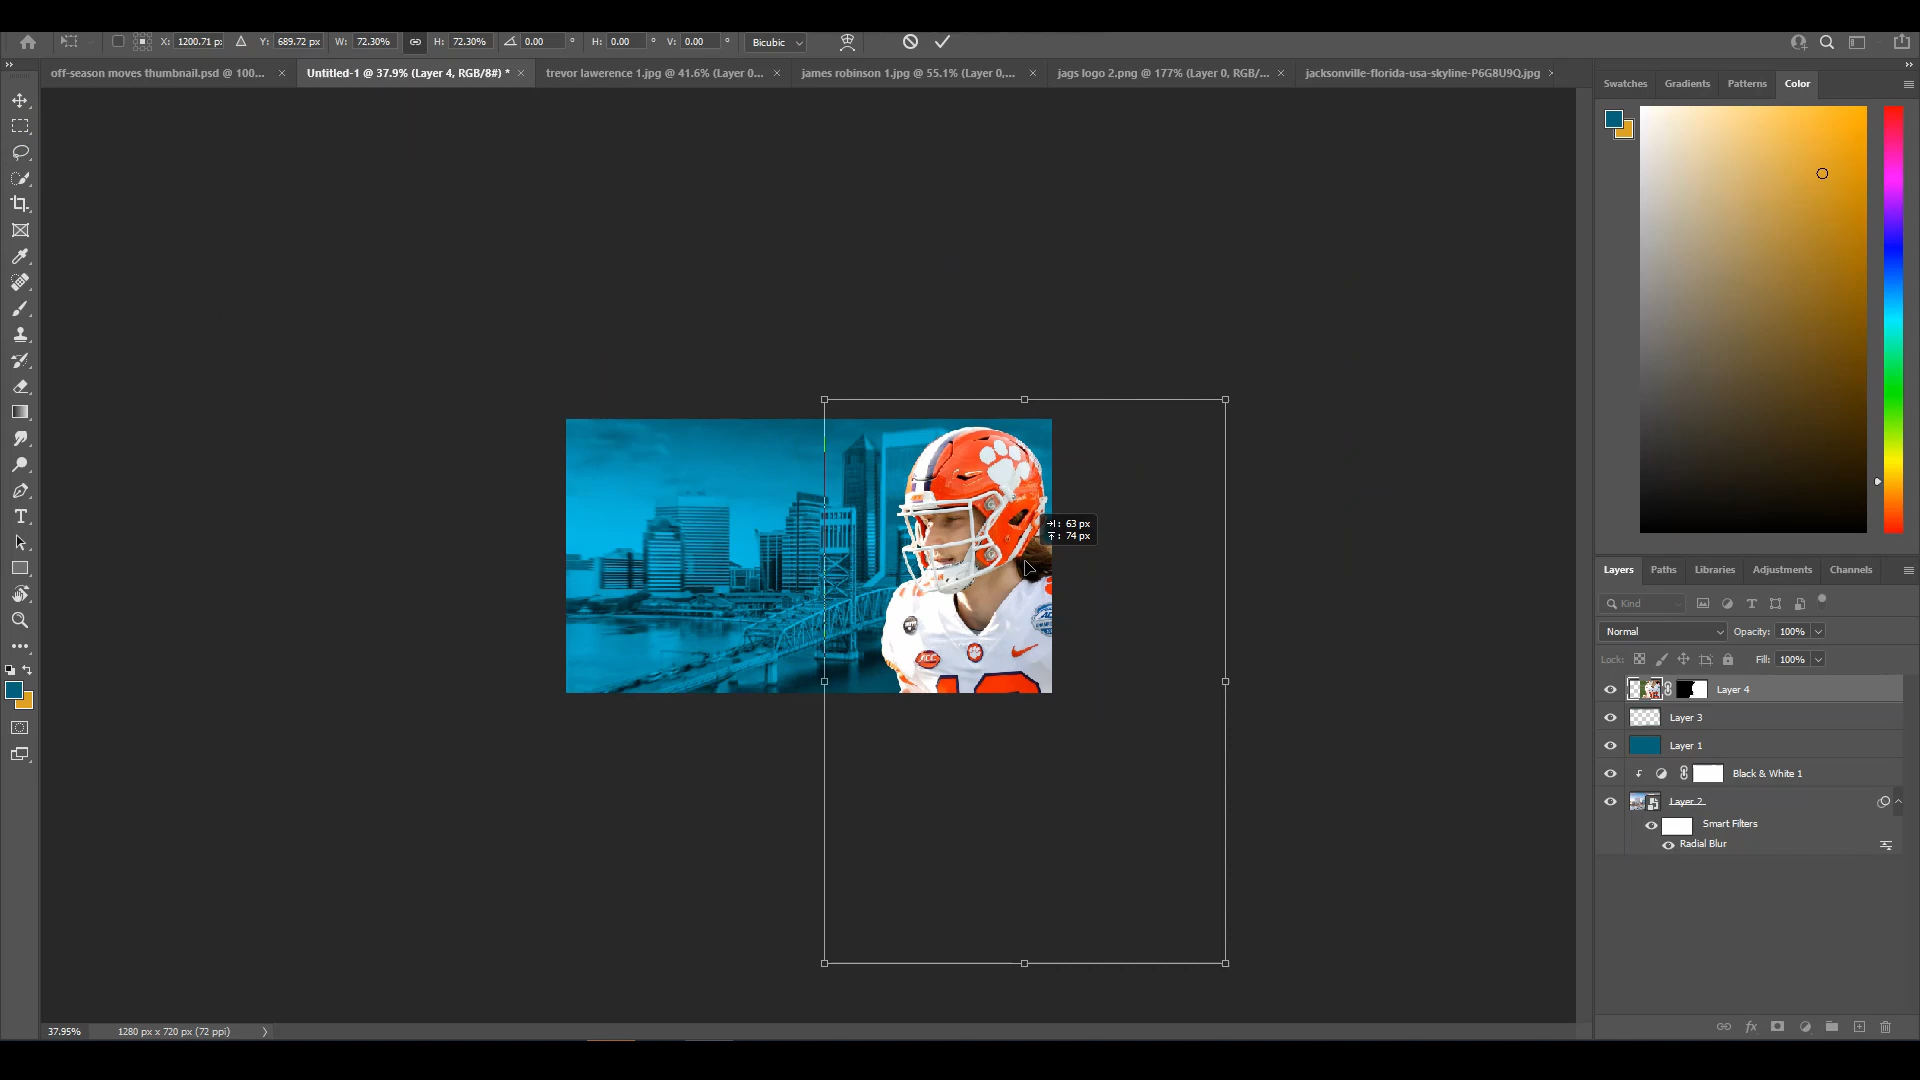 X: 1200.71 p: Y: 689.72 px W: 72.30% H: 72.30% 0.00 ° H: 0.00 ° V: 0.00 ° Bicubic
off-season moves thumbnail.psd @ 100... × Untitled-1 @ 37.9% (Layer 4, RGB/8#) * × trevor lawerence 1.jpg @ 41.6% (Layer 0... × james robinson 1.jpg @ 55.1% (Layer 0,... × jags logo 2.png @ 177% (Layer 0, RGB/... × jacksonville-florida-usa-skyline-P6G8U9Q.jpg
Swatches Gradients Patterns Color
: 63 px
: 74 px
ACC
Layers Paths Libraries Adjustments Channels
Kind
Normal Opacity: 100%
Lock: Fill: 100%
Layer 4
Layer 3
Layer 1
Black & White 1
Layer 2
Smart Filters
Radial Blur
37.95% 1280 px x 720 px (72 ppi)